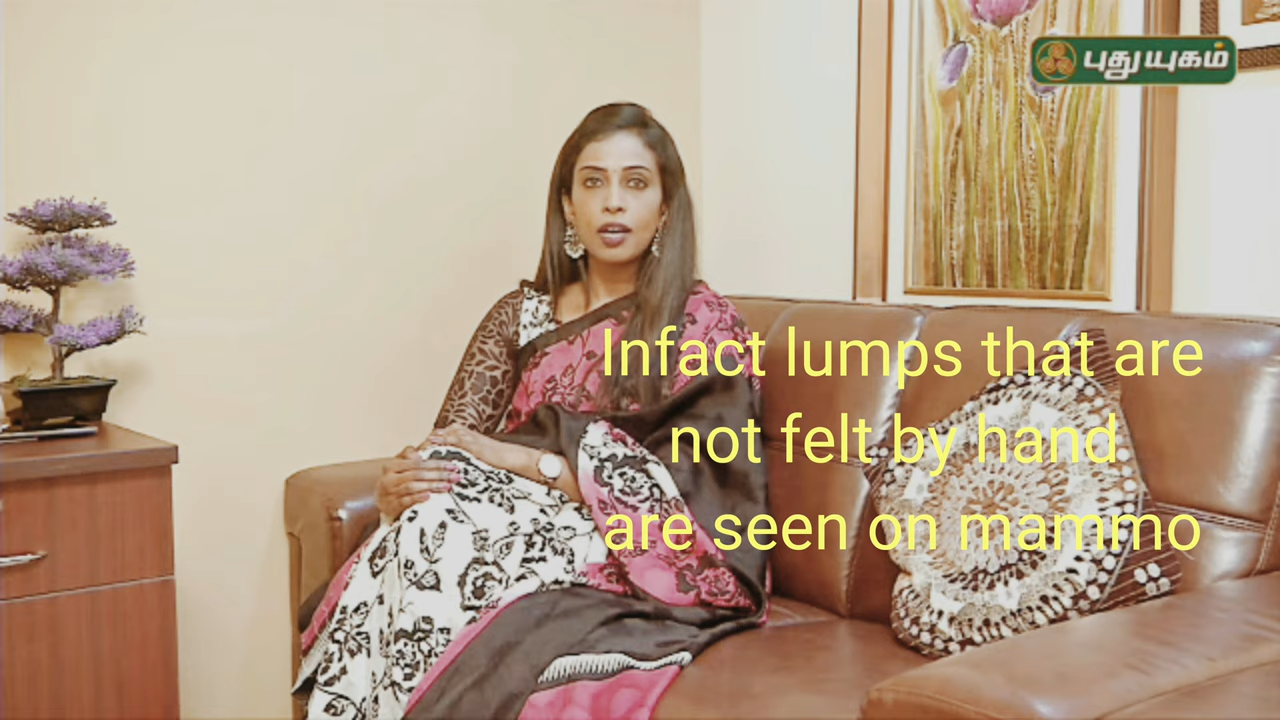 புதுயுகம்
Infact lumps that are
not felt by hand
are seen on mammo